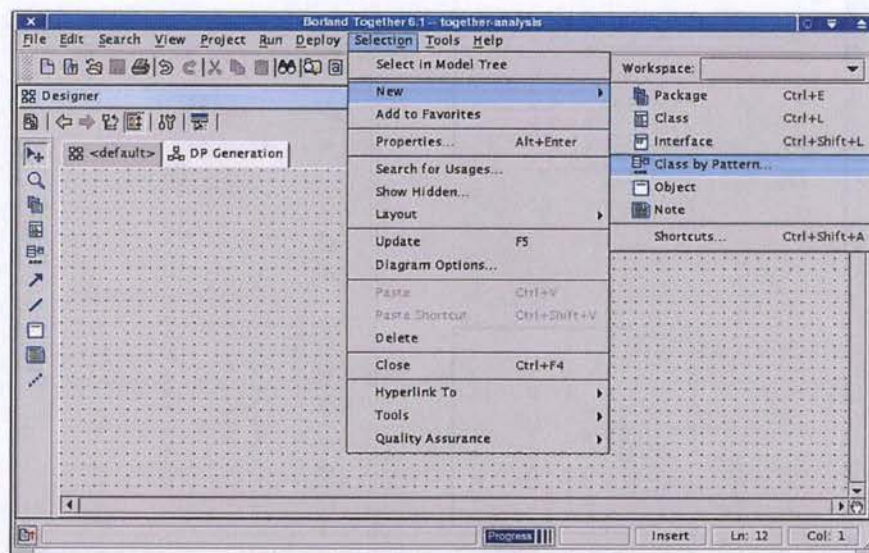 Borland Together 6.1 -- together-analysis
File Edit Search View Project Run Deploy Selection Tools Help
Workspace:
Designer
<default> DP Generation
Select in Model Tree
New
Add to Favorites
Properties... Alt+Enter
Search for Usages...
Show Hidden...
Layout
Update F5
Diagram Options...
Paste Ctrl+V
Paste Shortcut Ctrl+Shift+V
Delete
Close Ctrl+F4
Hyperlink To
Tools
Quality Assurance
Package Ctrl+E
Class Ctrl+L
Interface Ctrl+Shift+L
Class by Pattern...
Object
Note
Shortcuts... Ctrl+Shift+A
Progress
Insert Ln: 12 Col: 1